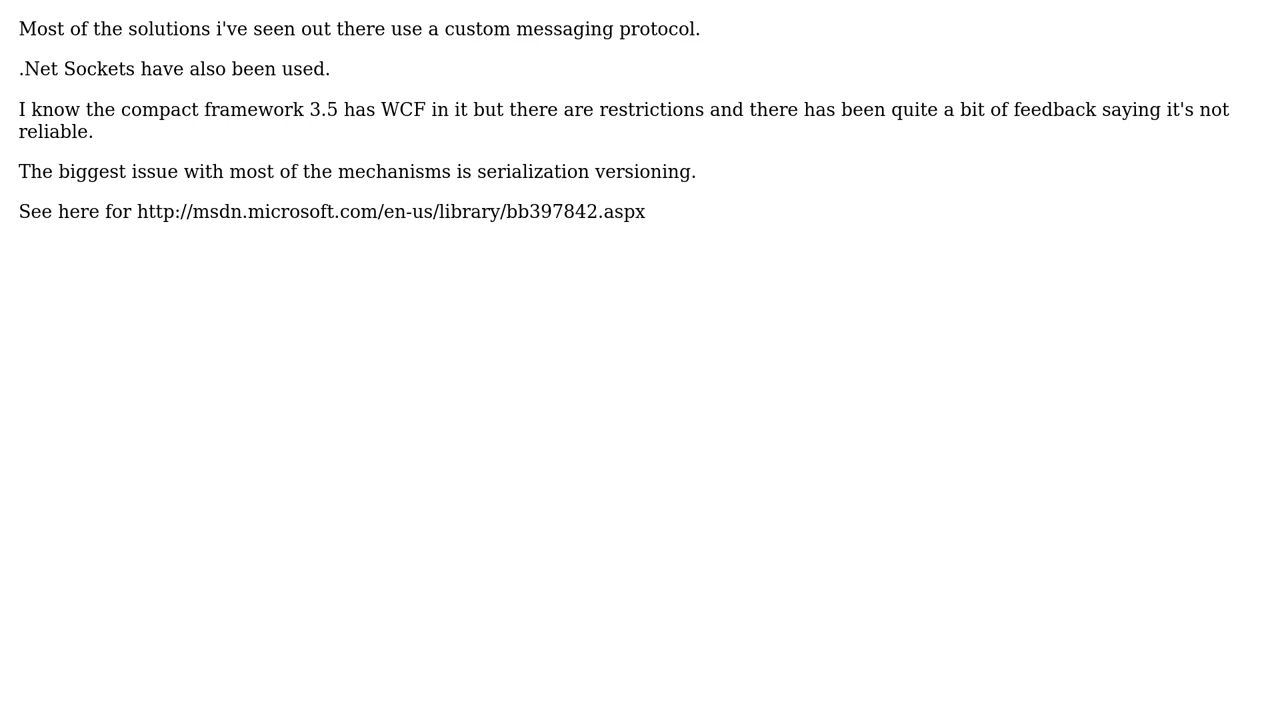 Most of the solutions i've seen out there use a custom messaging protocol.
.Net Sockets have also been used.
I know the compact framework 3.5 has WCF in it but there are restrictions and there has been quite a bit of feedback saying it's not
reliable.
The biggest issue with most of the mechanisms is serialization versioning.
See here for http://msdn.microsoft.com/en-us/library/bb397842.aspx